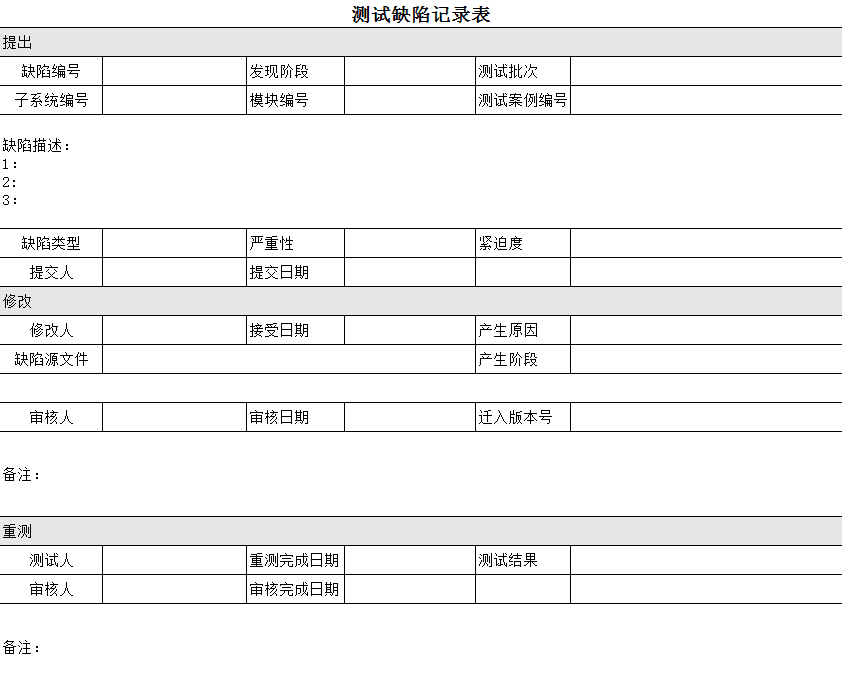 测试缺陷记录表
提出
缺陷编号 发现阶段 测试批次
子系统编号 模块编号 测试案例编号
缺陷描述：
1：
2：
3：
缺陷类型 严重性 紧迫度
提交人 提交日期
修改
修改人 接受日期 产生原因
缺陷源文件 产生阶段
审核人 审核日期 迁入版本号
备注：
重测
测试人 重测完成日期 测试结果
审核人 审核完成日期
备注：